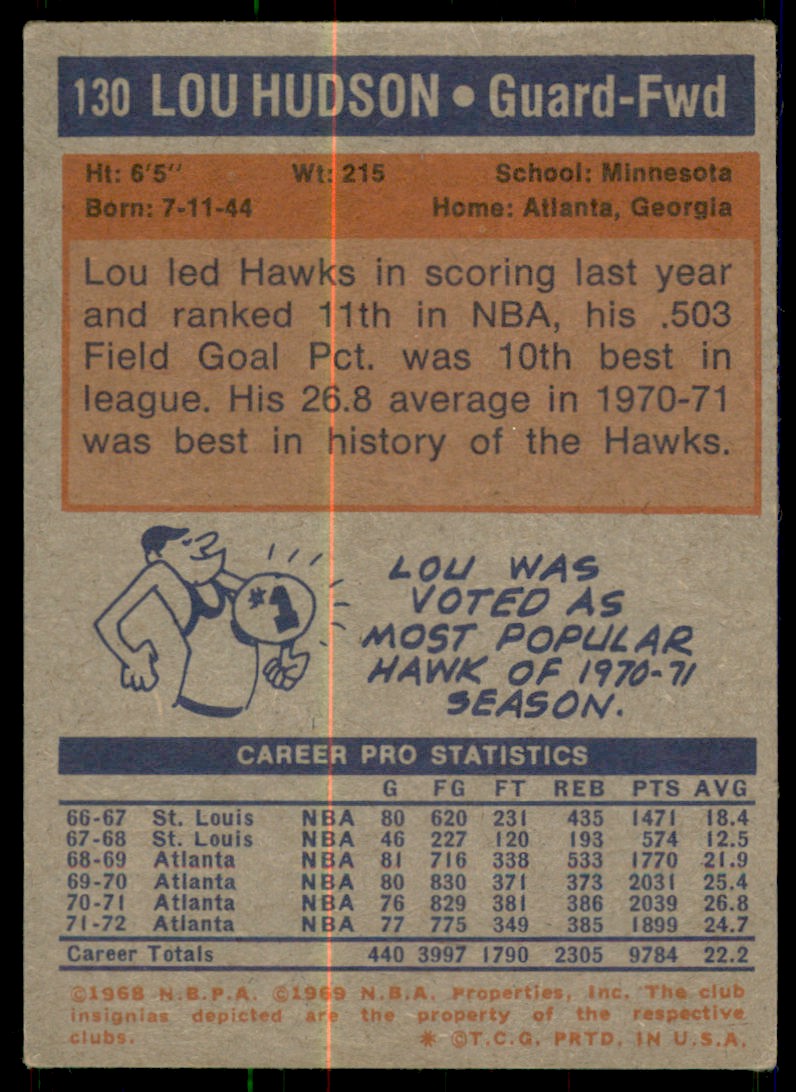 130 LOU HUDSON • Guard-Fwd
Ht: 6'5" Wt: 215 School: Minnesota
Born: 7-11-44 Home: Atlanta, Georgia
Lou led Hawks in scoring last year
and ranked 11th in NBA, his .503
Field Goal Pct. was 10th best in
league. His 26.8 average in 1970-71
was best in history of the Hawks.
#1
LOU WAS
VOTED AS
MOST POPULAR
HAWK OF 1970-71
SEASON.
CAREER PRO STATISTICS
G FG FT REB PTS AVG
66-67 St. Louis NBA 80 620 231 435 1471 18.4
67-68 St. Louis NBA 46 227 120 193 574 12.5
68-69 Atlanta NBA 81 716 338 533 1770 21.9
69-70 Atlanta NBA 80 830 371 373 2031 25.4
70-71 Atlanta NBA 76 829 381 386 2039 26.8
71-72 Atlanta NBA 77 775 349 385 1899 24.7
Career Totals 440 3997 1790 2305 9784 22.2
©1968 N.B.P.A. ©1969 N.B.A. Properties, Inc. The club
insignias depicted are the property of the respective
clubs. * ©T.C.G. PRTD. IN U.S.A.